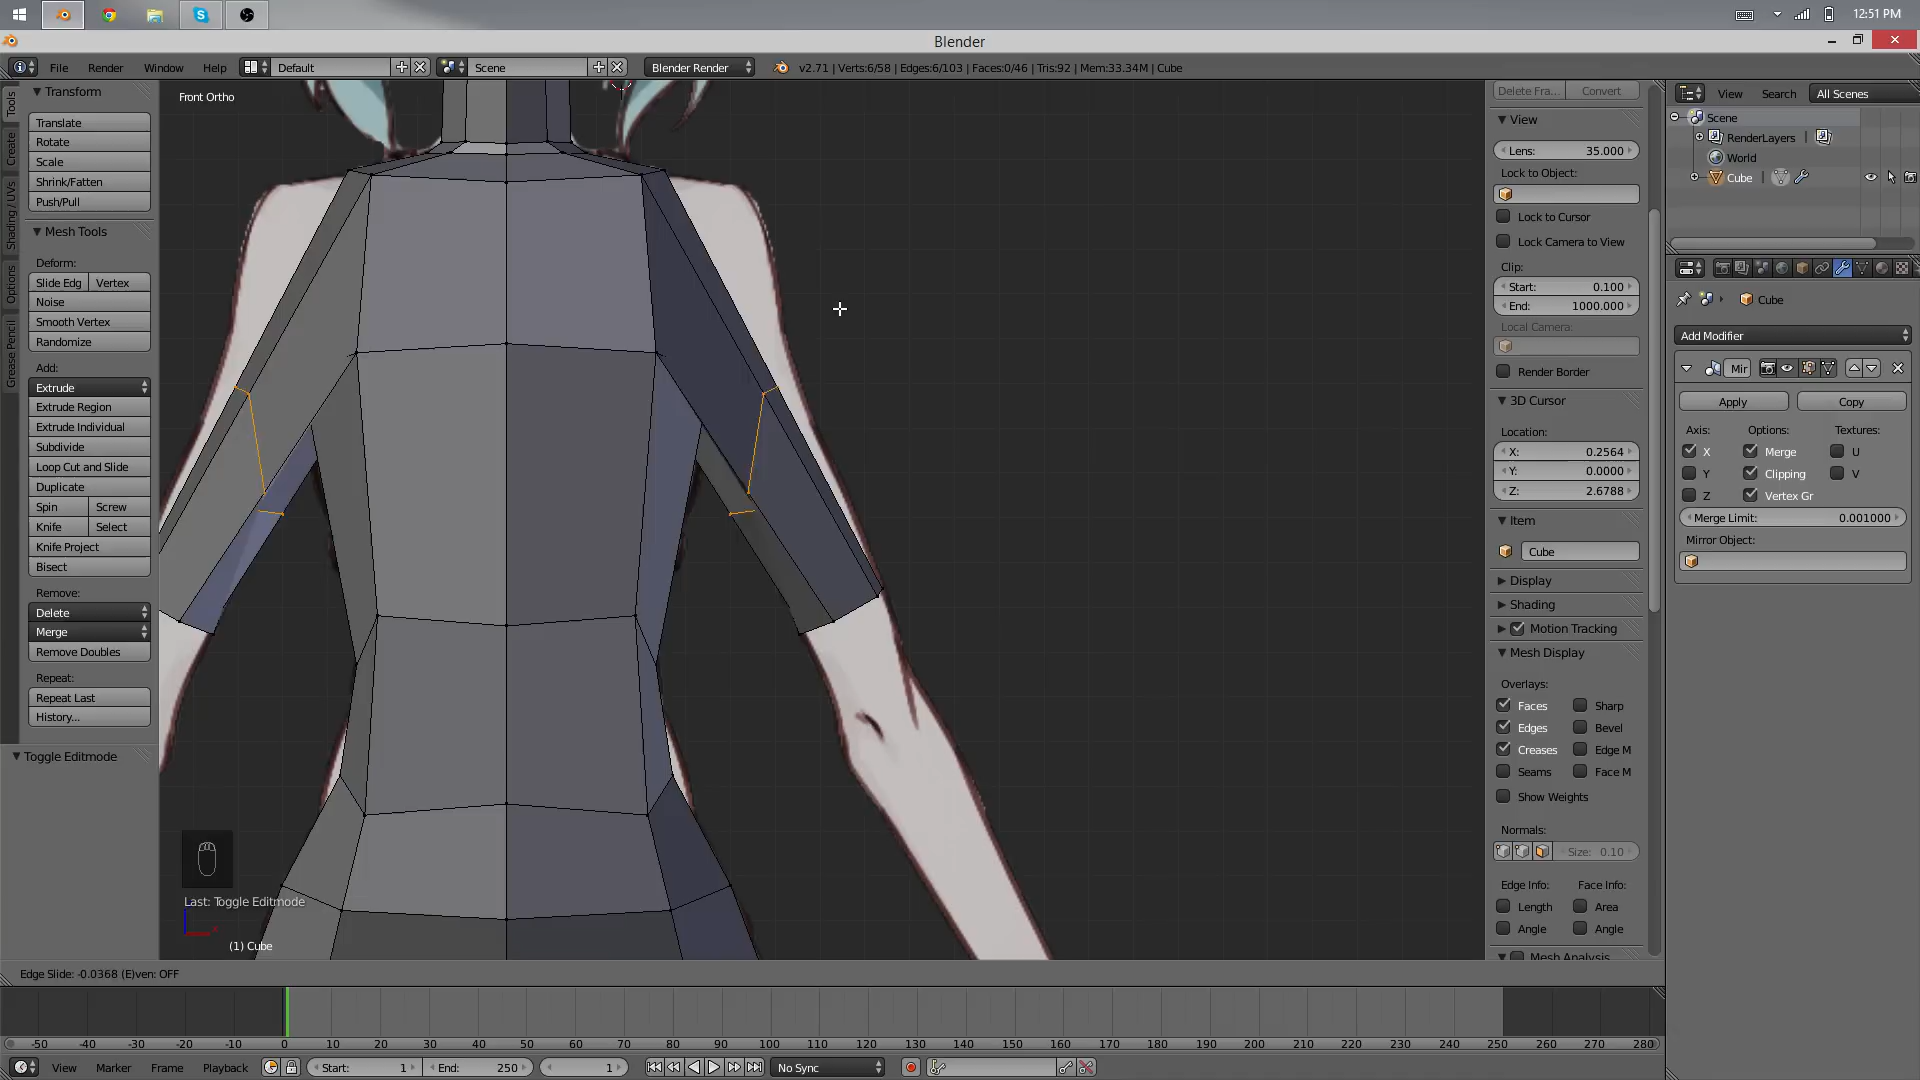 12:51 PM
Blender
File Render Window Help Default Scene Blender Render v2.71 | Verts:6/58 | Edges:6/103 | Faces:0/46 | Tris:92 | Mem:33.34M | Cube
Tools
Create
Shading / UVs
Options
Grease Pencil
Transform
Translate
Rotate
Scale
Shrink/Fatten
Push/Pull
Mesh Tools
Deform:
Slide Edg Vertex
Noise
Smooth Vertex
Randomize
Add:
Extrude
Extrude Region
Extrude Individual
Subdivide
Loop Cut and Slide
Duplicate
Spin Screw
Knife Select
Knife Project
Bisect
Remove:
Delete
Merge
Remove Doubles
Repeat:
Repeat Last
History...
Toggle Editmode
Front Ortho
Last: Toggle Editmode
(1) Cube
Delete Fra... Convert
View
Lens: 35.000
Lock to Object:
Lock to Cursor
Lock Camera to View
Clip:
Start: 0.100
End: 1000.000
Local Camera:
Render Border
3D Cursor
Location:
X: 0.2564
Y: 0.0000
Z: 2.6788
Item
Cube
Display
Shading
Motion Tracking
Mesh Display
Overlays:
Faces Sharp
Edges Bevel
Creases Edge M
Seams Face M
Show Weights
Normals:
Size: 0.10
Edge Info: Face Info:
Length Area
Angle Angle
Mesh Analysis
View Search All Scenes
Scene
RenderLayers |
World
Cube |
Cube
Add Modifier
Mir
Apply Copy
Axis: Options: Textures:
X Merge U
Y Clipping V
Z Vertex Gr
Merge Limit: 0.001000
Mirror Object:
Edge Slide: -0.0368 (E)ven: OFF
-50 -40 -30 -20 -10 0 10 20 30 40 50 60 70 80 90 100 110 120 130 140 150 160 170 180 190 200 210 220 230 240 250 260 270 280
View Marker Frame Playback Start: 1 End: 250 1 No Sync